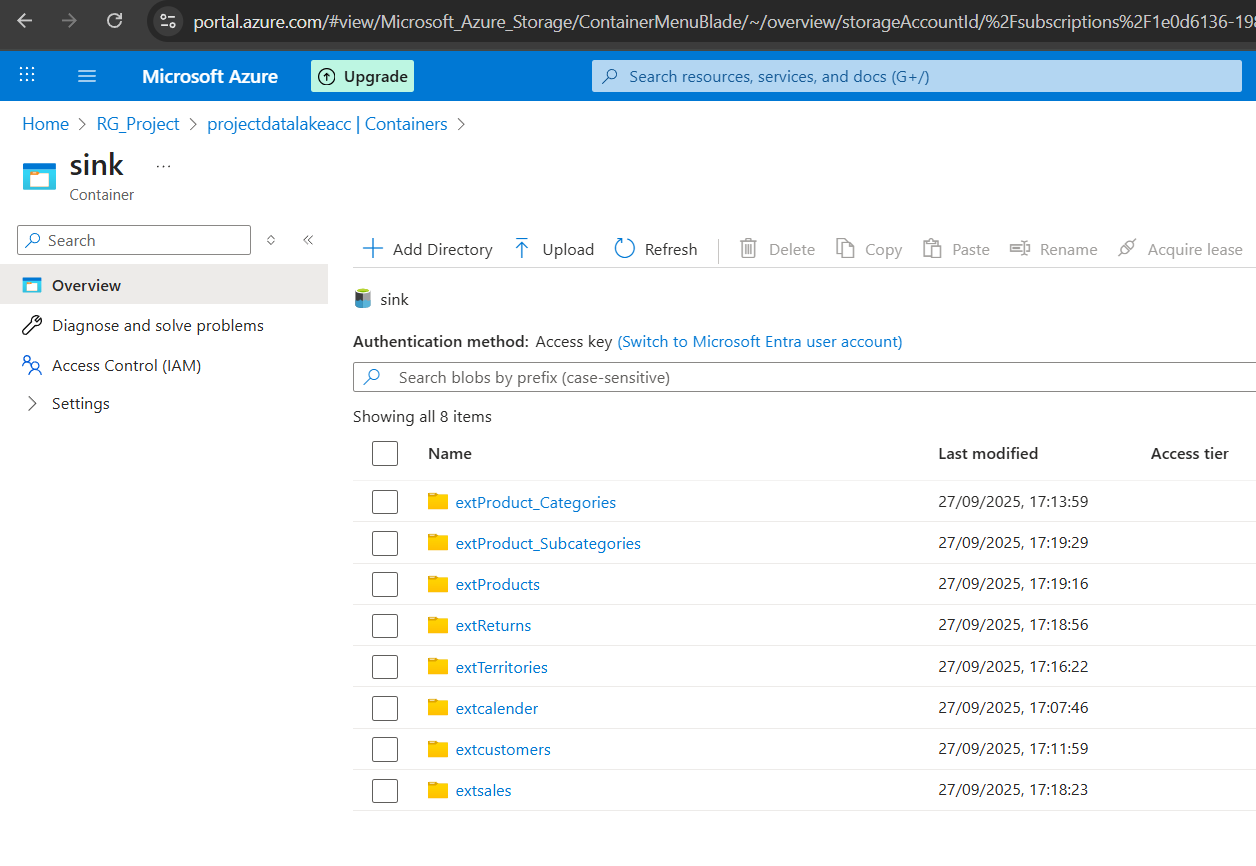 portal.azure.com/#view/Microsoft_Azure_Storage/ContainerMenuBlade/~/overview/storageAccountId/%2Fsubscriptions%2F1e0d6136-198
Microsoft Azure
Upgrade
Search resources, services, and docs (G+/)
Home > RG_Project > projectdatalakeacc | Containers >
sink ...
Container
Search
Add Directory Upload Refresh Delete Copy Paste Rename Acquire lease
Overview
Diagnose and solve problems
Access Control (IAM)
Settings
sink
Authentication method: Access key (Switch to Microsoft Entra user account)
Search blobs by prefix (case-sensitive)
Showing all 8 items
Name Last modified Access tier
extProduct_Categories 27/09/2025, 17:13:59
extProduct_Subcategories 27/09/2025, 17:19:29
extProducts 27/09/2025, 17:19:16
extReturns 27/09/2025, 17:18:56
extTerritories 27/09/2025, 17:16:22
extcalender 27/09/2025, 17:07:46
extcustomers 27/09/2025, 17:11:59
extsales 27/09/2025, 17:18:23